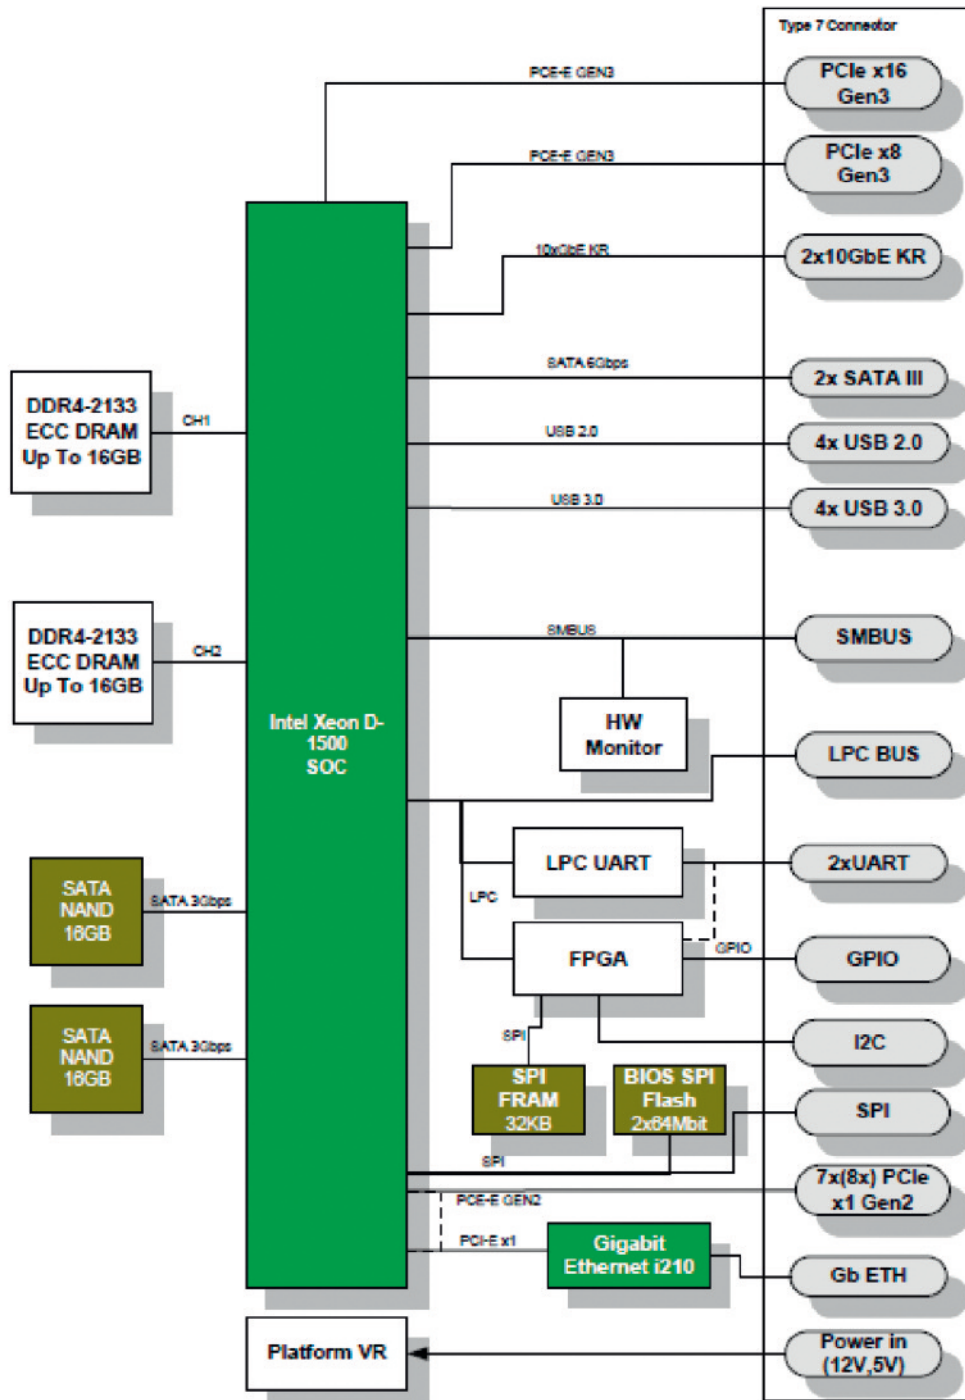 Type 7 Connector
PCE-E GEN3
PCIe x16
Gen3
PCE-E GEN3
PCIe x8
Gen3
10xGbE KR
2x10GbE KR
SATA 6Gbps
2x SATA III
DDR4-2133
ECC DRAM
Up To 16GB
CH1
USB 2.0
4x USB 2.0
USB 3.0
4x USB 3.0
DDR4-2133
ECC DRAM
Up To 16GB
CH2
SMBUS
SMBUS
Intel Xeon D-
1500
SOC
HW
Monitor
LPC BUS
SATA
NAND
16GB
SATA 3Gbps
LPC
LPC UART
2xUART
FPGA
GPIO
GPIO
SATA
NAND
16GB
SATA 3Gbps
SPI
I2C
SPI
FRAM
32KB
BIOS SPI
Flash
2x64Mbit
SPI
SPI
PCE-E GEN2
7x(8x) PCIe
x1 Gen2
PCI-E x1
Gigabit
Ethernet i210
Gb ETH
Platform VR
Power in
(12V,5V)